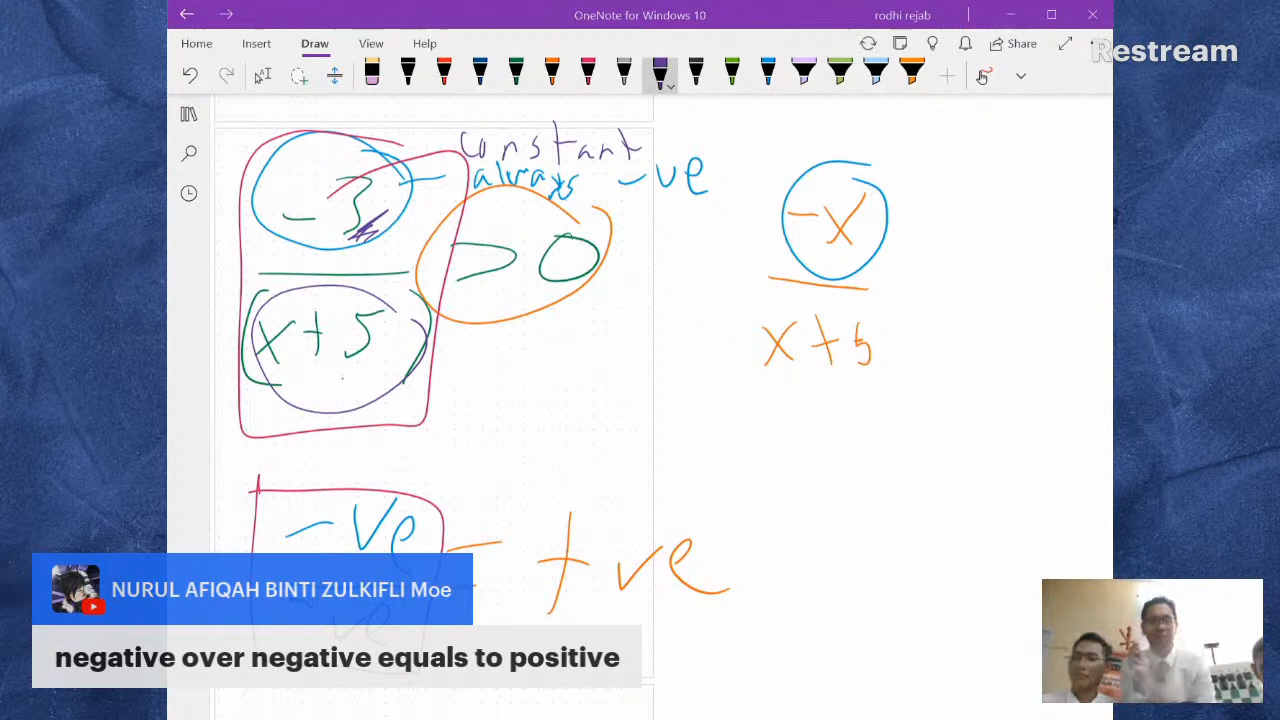 OneNote for Windows 10
rodhi rejab
Home Insert Draw View Help
Share
Restream
constant
always -ve
-3
> 0
(x+5)
-x
x+5
-ve
= +ve
ve
NURUL AFIQAH BINTI ZULKIFLI Moe
negative over negative equals to positive